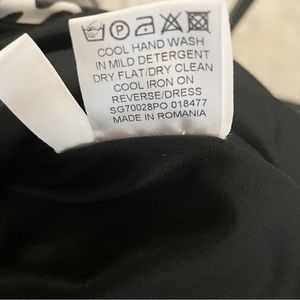 COOL HAND WASH
IN MILD DETERGENT
DRY FLAT/DRY CLEAN
COOL IRON ON
REVERSE/DRESS
SG70028PO 018477
MADE IN ROMANIA